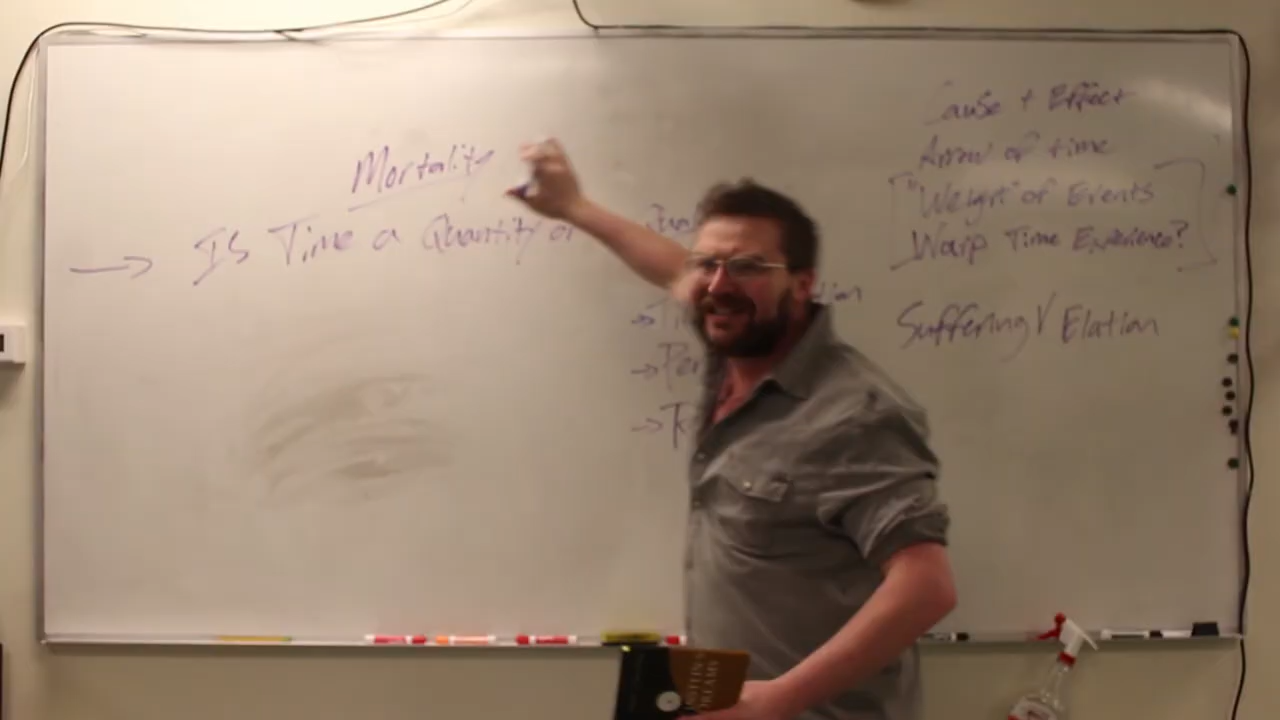 Mortality
Is Time a Quantity or
Cause + Effect
Arrow of time
"Weight" of Events
Warp Time Experience?
Suffering / Elation